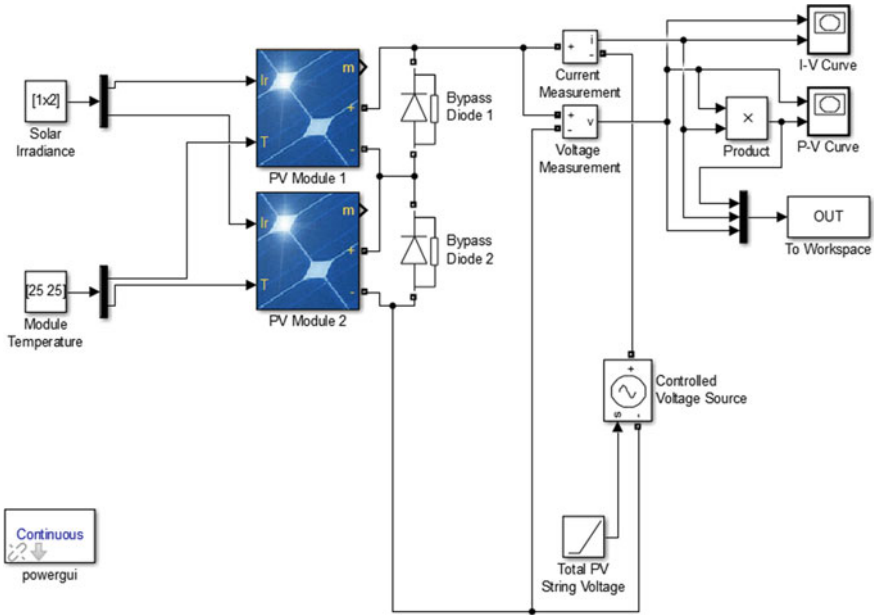 [1x2]
Solar
Irradiance
Ir
T
m
+
-
PV Module 1
Bypass
Diode 1
Ir
T
m
+
-
PV Module 2
Bypass
Diode 2
[25 25]
Module
Temperature
+
-
i
Current
Measurement
+
-
v
Voltage
Measurement
×
Product
I-V Curve
P-V Curve
OUT
To Workspace
+
s
-
Controlled
Voltage Source
Total PV
String Voltage
Continuous
powergui